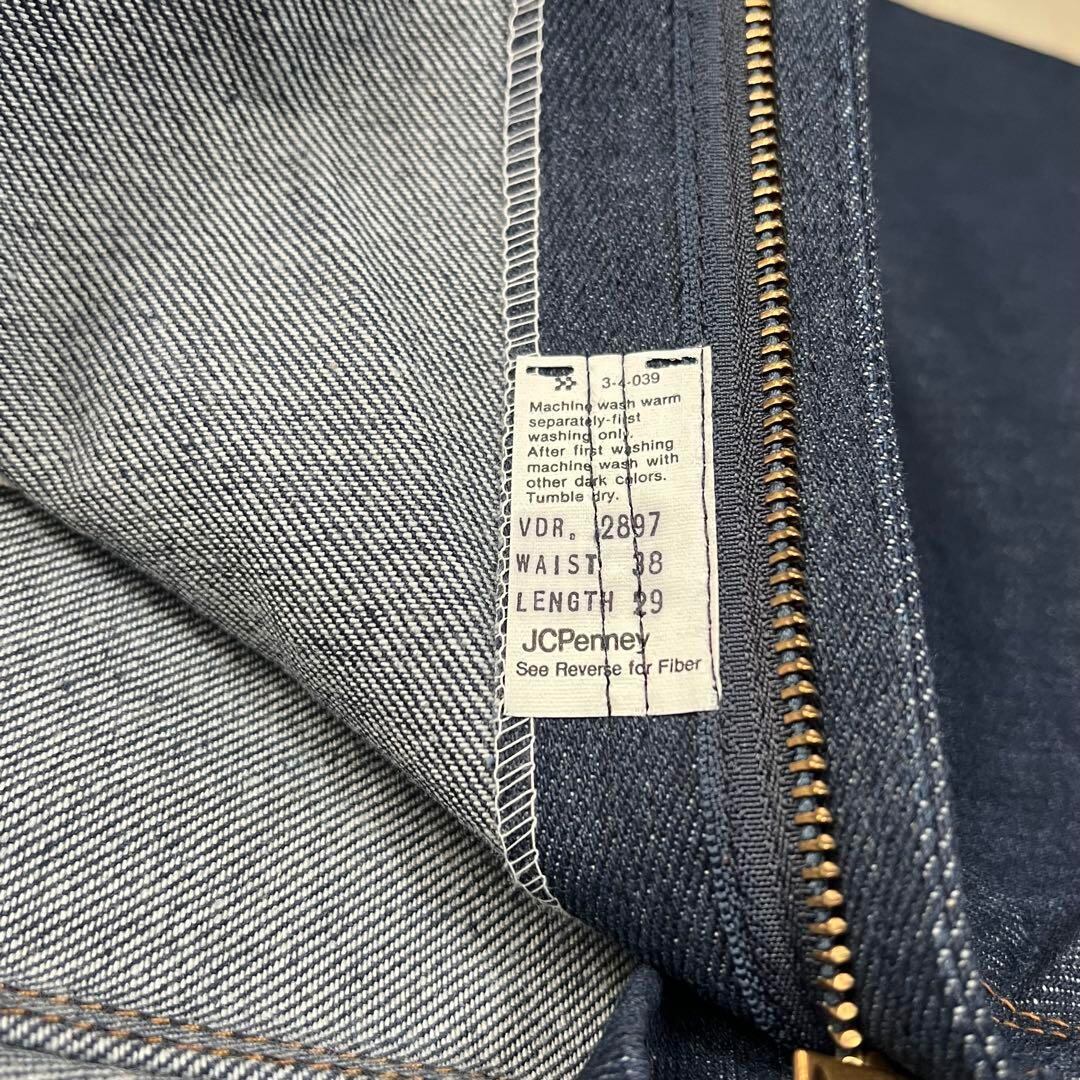 3-4-039
Machine wash warm
separately-first
washing only.
After first washing
machine wash with
other dark colors.
Tumble dry.
VDR. 2897
WAIST 38
LENGTH 29
JCPenney
See Reverse for Fiber